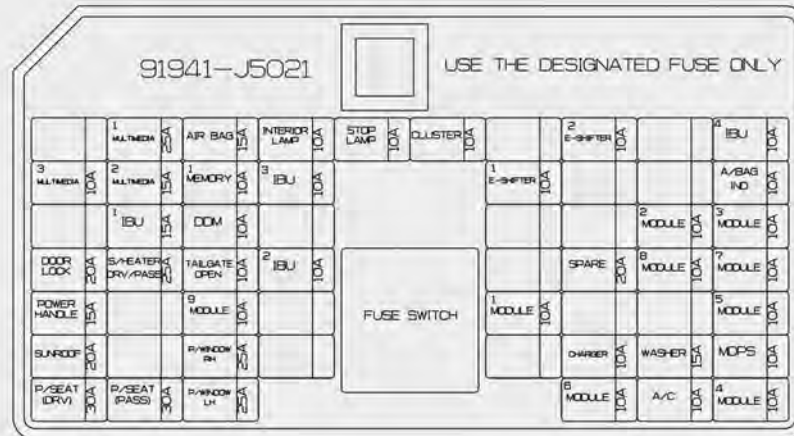 91941-J5021
USE THE DESIGNATED FUSE ONLY
1 MULTIMEDIA 25A
AIR BAG 15A
INTERIOR LAMP 10A
STOP LAMP 10A
CLUSTER 10A
2 E-SHIFTER 10A
4 IBU 10A
3 MULTIMEDIA 10A
2 MULTIMEDIA 15A
1 MEMORY 10A
3 IBU 10A
1 E-SHIFTER 10A
A/BAG IND 10A
1 IBU 15A
DDM 10A
2 MODULE 10A
3 MODULE 10A
DOOR LOCK 20A
S/HEATER DRV/PASS 25A
TAILGATE OPEN 10A
2 IBU 10A
SPARE 20A
8 MODULE 10A
7 MODULE 10A
POWER HANDLE 15A
9 MODULE 10A
FUSE SWITCH
1 MODULE 10A
5 MODULE 10A
SUNROOF 20A
P/WINDOW RH 25A
CHARGER 10A
WASHER 15A
MDPS 10A
P/SEAT (DRV) 30A
P/SEAT (PASS) 30A
P/WINDOW LH 25A
6 MODULE 10A
A/C 10A
4 MODULE 10A